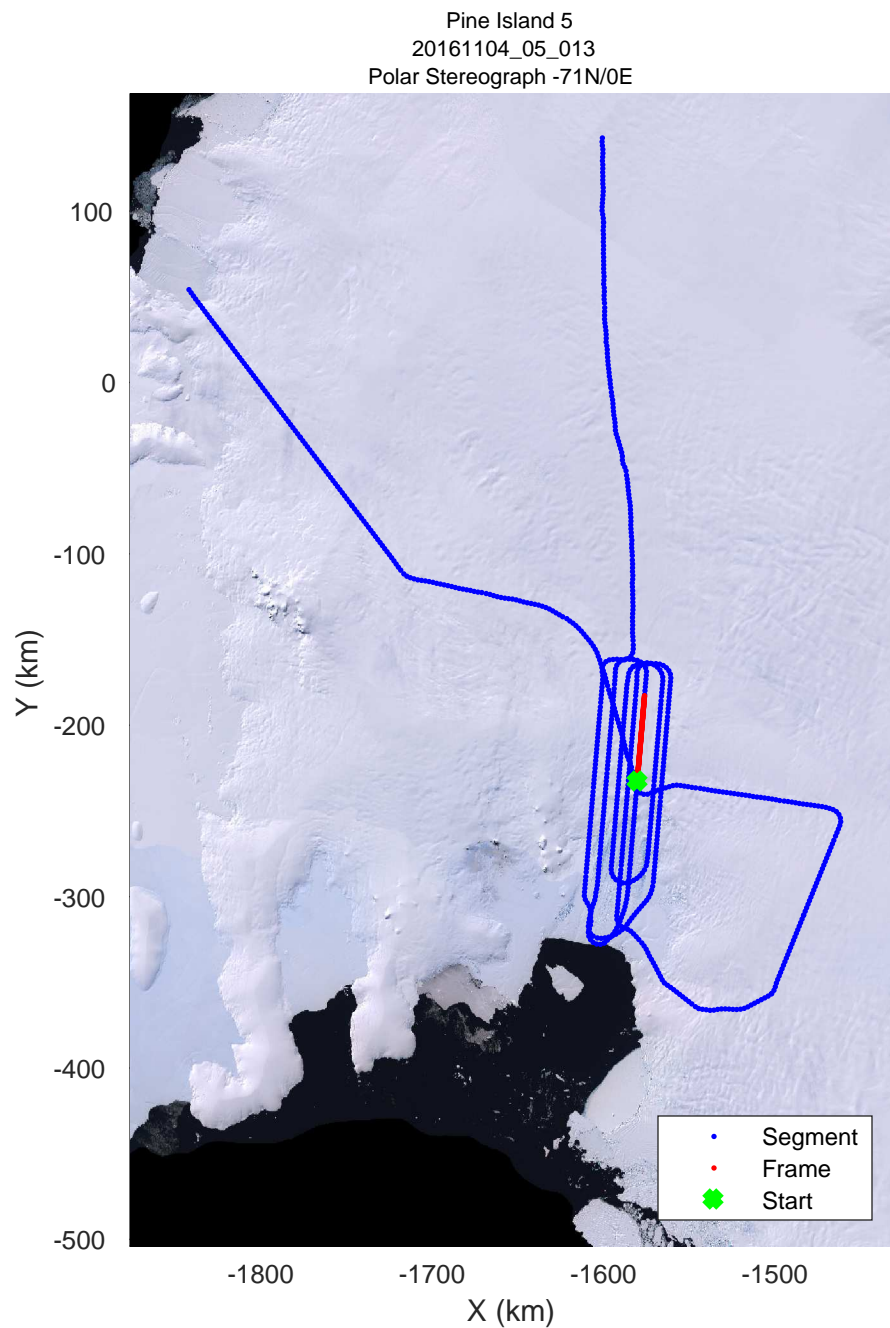 Pine Island 5
20161104_05_013
Polar Stereograph -71N/0E
100
0
-100
-200
-300
-400
-500
Y (km)
-1800
-1700
-1600
-1500
X (km)
Segment
Frame
Start